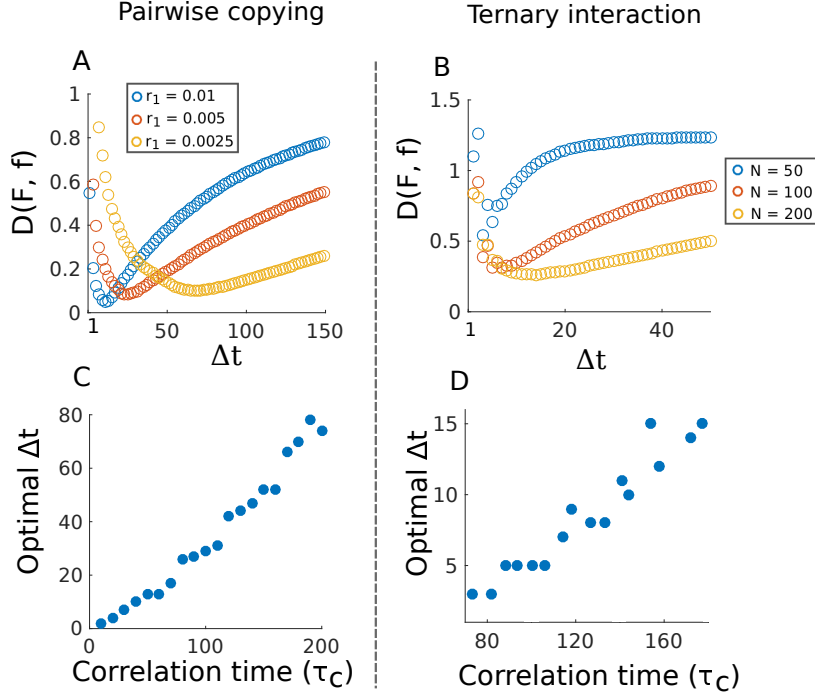 Pairwise copying
Ternary interaction
A
1
0.8
0.6
0.4
0.2
0
D(F, f)
r1 = 0.01
r1 = 0.005
r1 = 0.0025
1
50
100
150
Δt
B
1.5
1
0.5
0
D(F, f)
1
20
40
Δt
N = 50
N = 100
N = 200
C
80
60
40
20
0
Optimal Δt
0
100
200
Correlation time (τC)
D
15
10
5
Optimal Δt
80
120
160
Correlation time (τC)